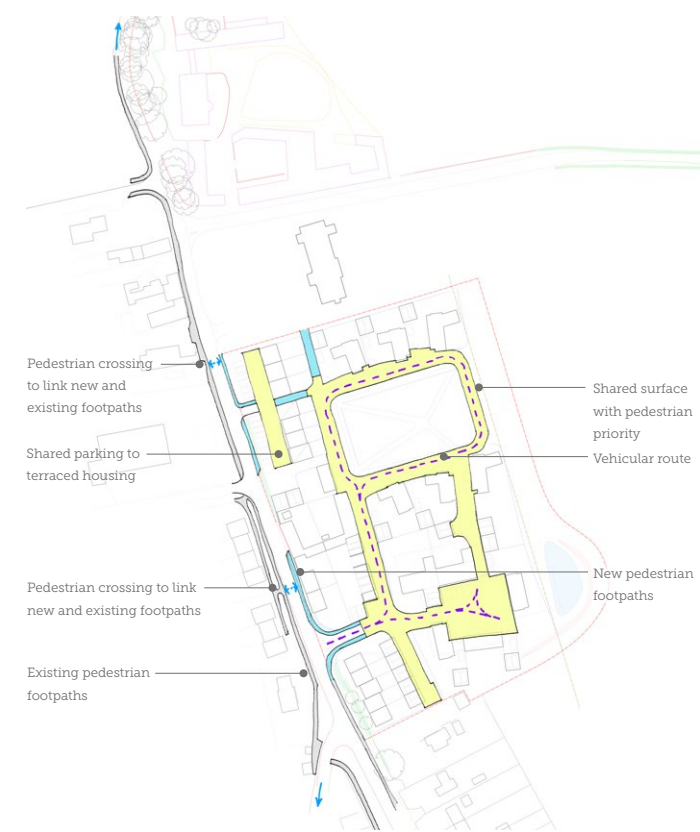 Pedestrian crossing
to link new and
existing footpaths
Shared surface
with pedestrian
priority
Shared parking to
terraced housing
Vehicular route
Pedestrian crossing to link
new and existing footpaths
New pedestrian
footpaths
Existing pedestrian
footpaths